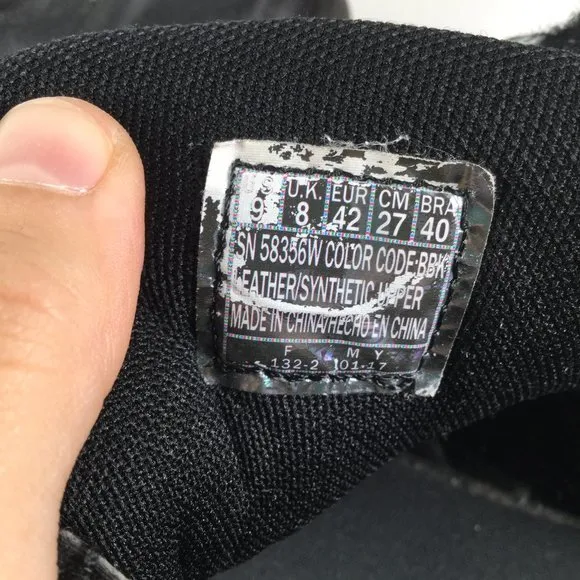 US U.K. EUR CM BRA
9 8 42 27 40
SN 58356W COLOR CODE:BBK
LEATHER/SYNTHETIC UPPER
MADE IN CHINA/HECHO EN CHINA
F M Y
132-2 01-17